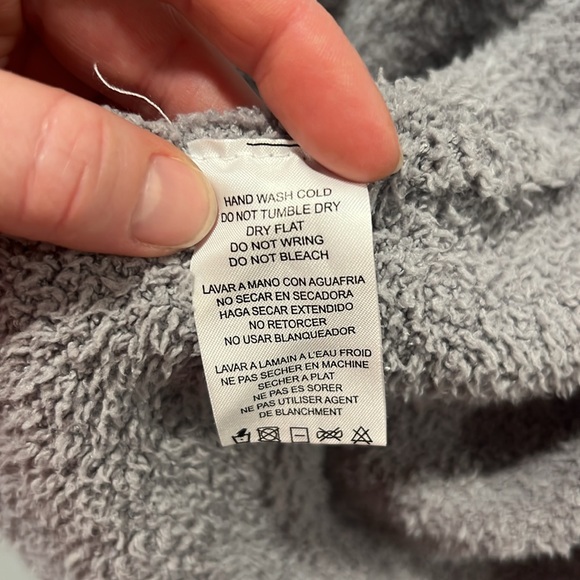 HAND WASH COLD
DO NOT TUMBLE DRY
DRY FLAT
DO NOT WRING
DO NOT BLEACH
LAVAR A MANO CON AGUAFRIA
NO SECAR EN SECADORA
HAGA SECAR EXTENDIDO
NO RETORCER
NO USAR BLANQUEADOR
LAVAR A LAMAIN A L'EAU FROID
NE PAS SECHER EN MACHINE
SECHER A PLAT
NE PAS ES SORER
NE PAS UTILISER AGENT
DE BLANCHMENT